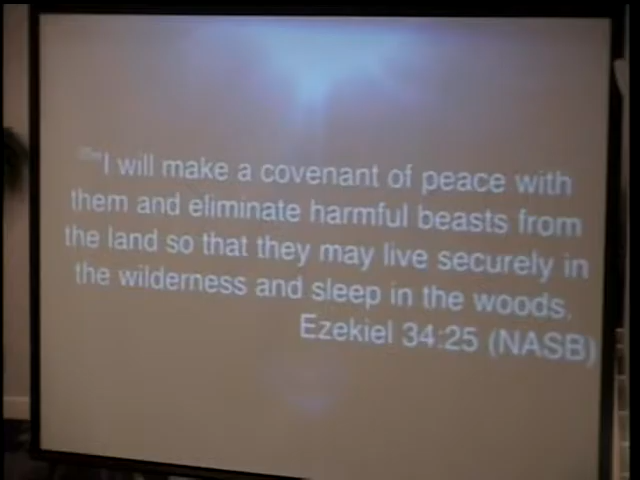 "I will make a covenant of peace with
them and eliminate harmful beasts from
the land so that they may live securely in
the wilderness and sleep in the woods.
Ezekiel 34:25 (NASB)